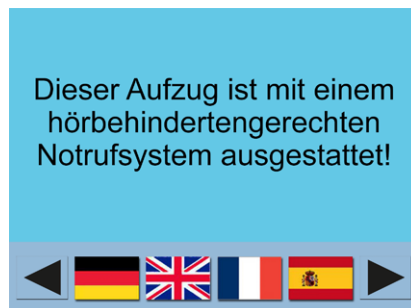 Dieser Aufzug ist mit einem
hörbehindertengerechten
Notrufsystem ausgestattet!